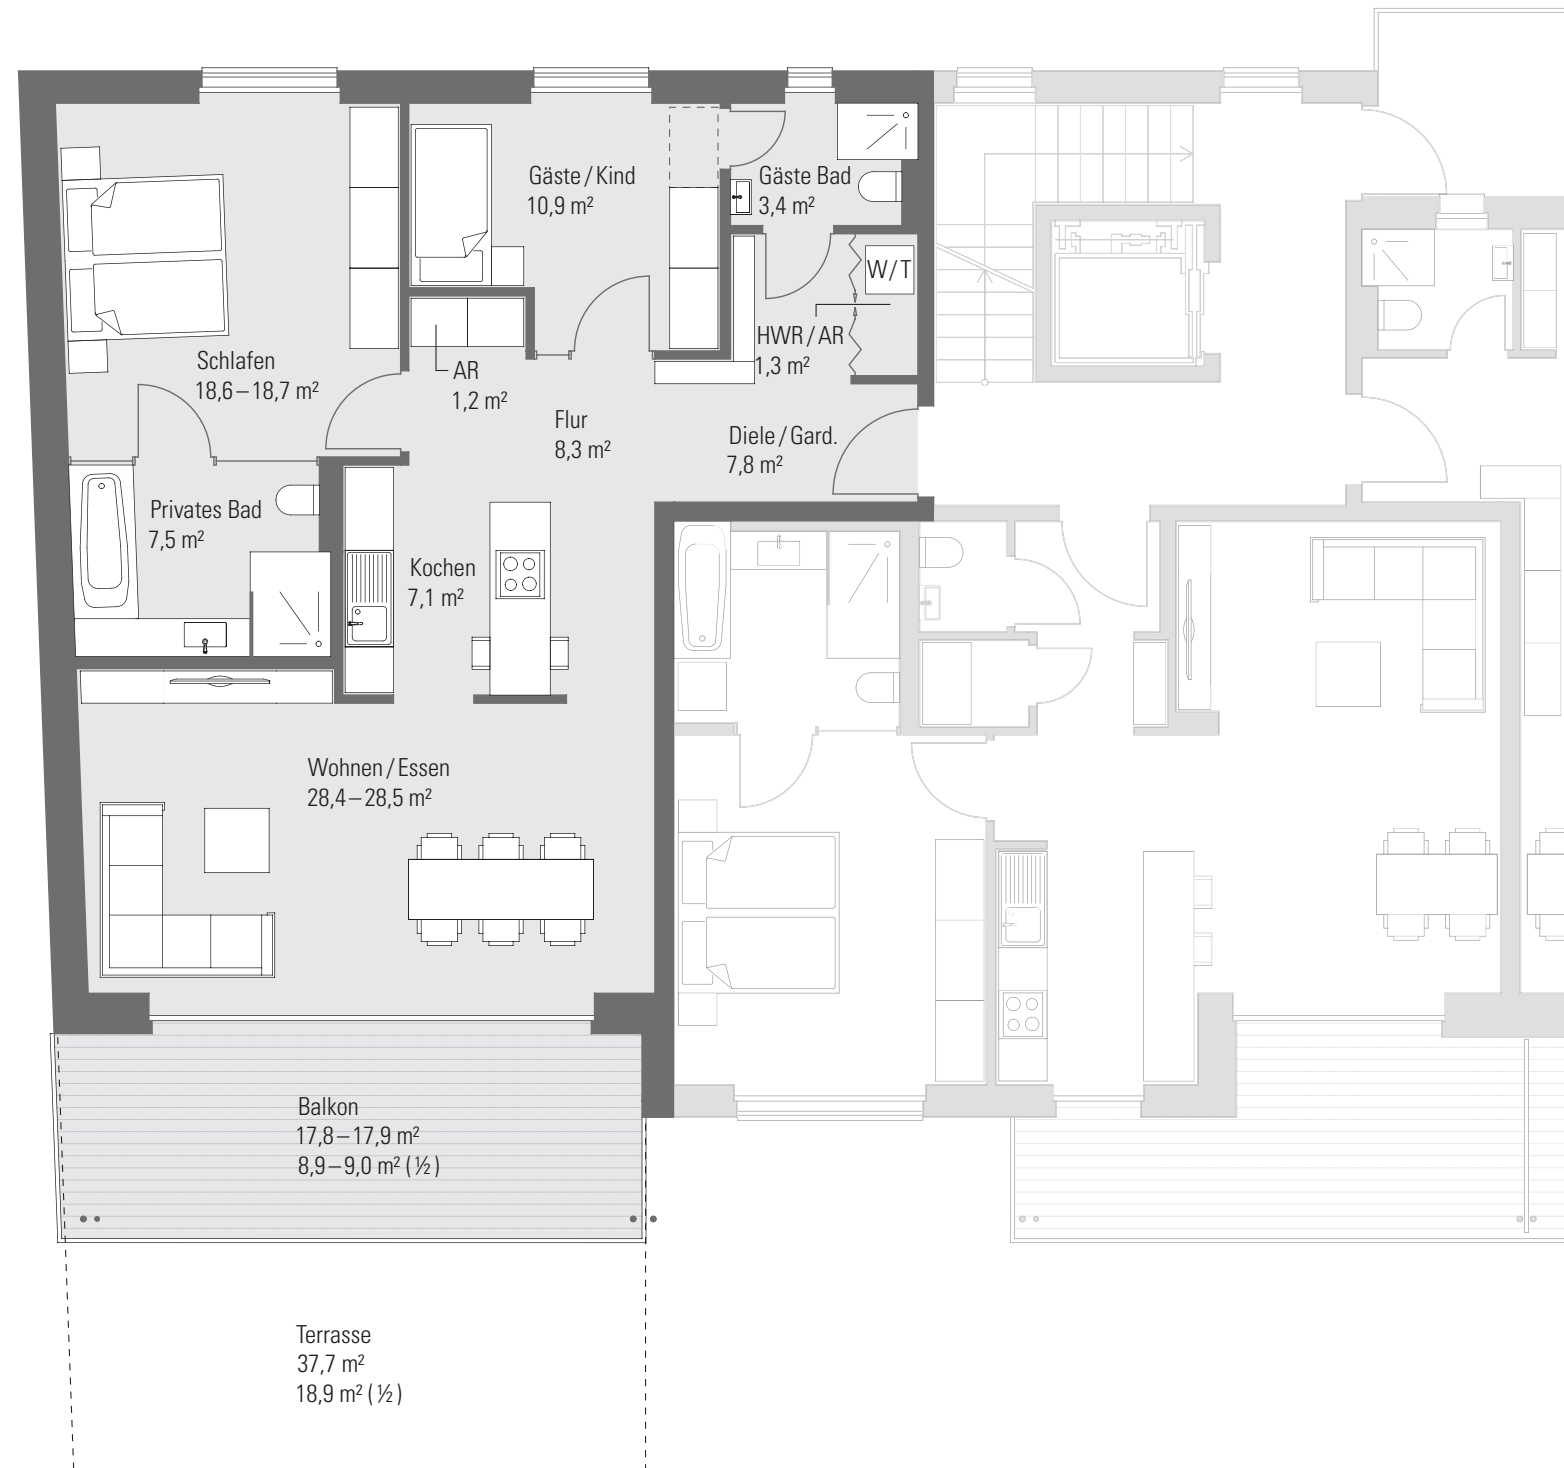 Gäste / Kind
10,9 m²
Gäste Bad
3,4 m²
W / T
HWR / AR
1,3 m²
Schlafen
18,6 – 18,7 m²
AR
1,2 m²
Flur
8,3 m²
Diele / Gard.
7,8 m²
Privates Bad
7,5 m²
Kochen
7,1 m²
Wohnen / Essen
28,4 – 28,5 m²
Balkon
17,8 – 17,9 m²
8,9 – 9,0 m² ( ½ )
Terrasse
37,7 m²
18,9 m² ( ½ )